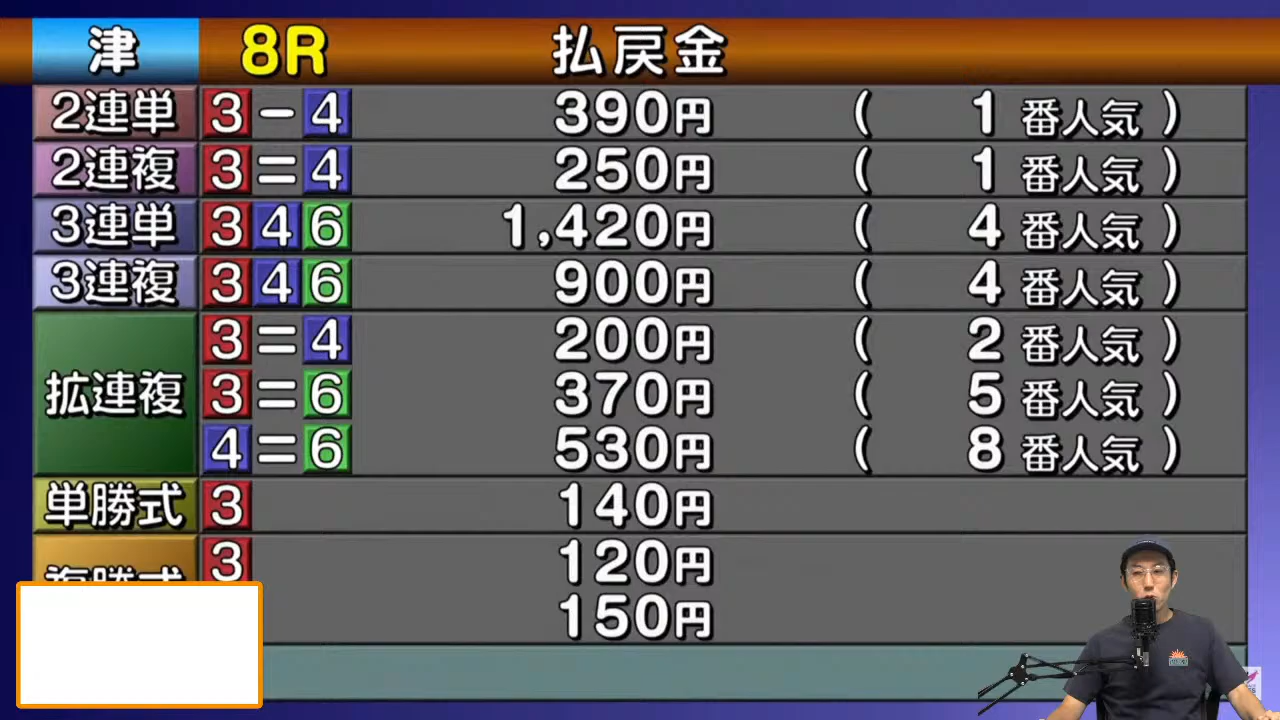 津 8R 払戻金
2連単 3-4 390円 ( 1 番人気 )
2連複 3=4 250円 ( 1 番人気 )
3連単 3 4 6 1,420円 ( 4 番人気 )
3連複 3 4 6 900円 ( 4 番人気 )
3=4 200円 ( 2 番人気 )
拡連複 3=6 370円 ( 5 番人気 )
4=6 530円 ( 8 番人気 )
単勝式 3 140円
複勝式 3 120円
150円